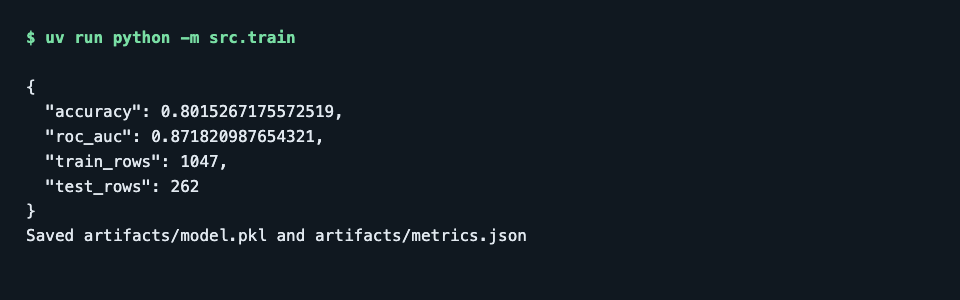 $ uv run python -m src.train
{
"accuracy": 0.8015267175572519,
"roc_auc": 0.871820987654321,
"train_rows": 1047,
"test_rows": 262
}
Saved artifacts/model.pkl and artifacts/metrics.json